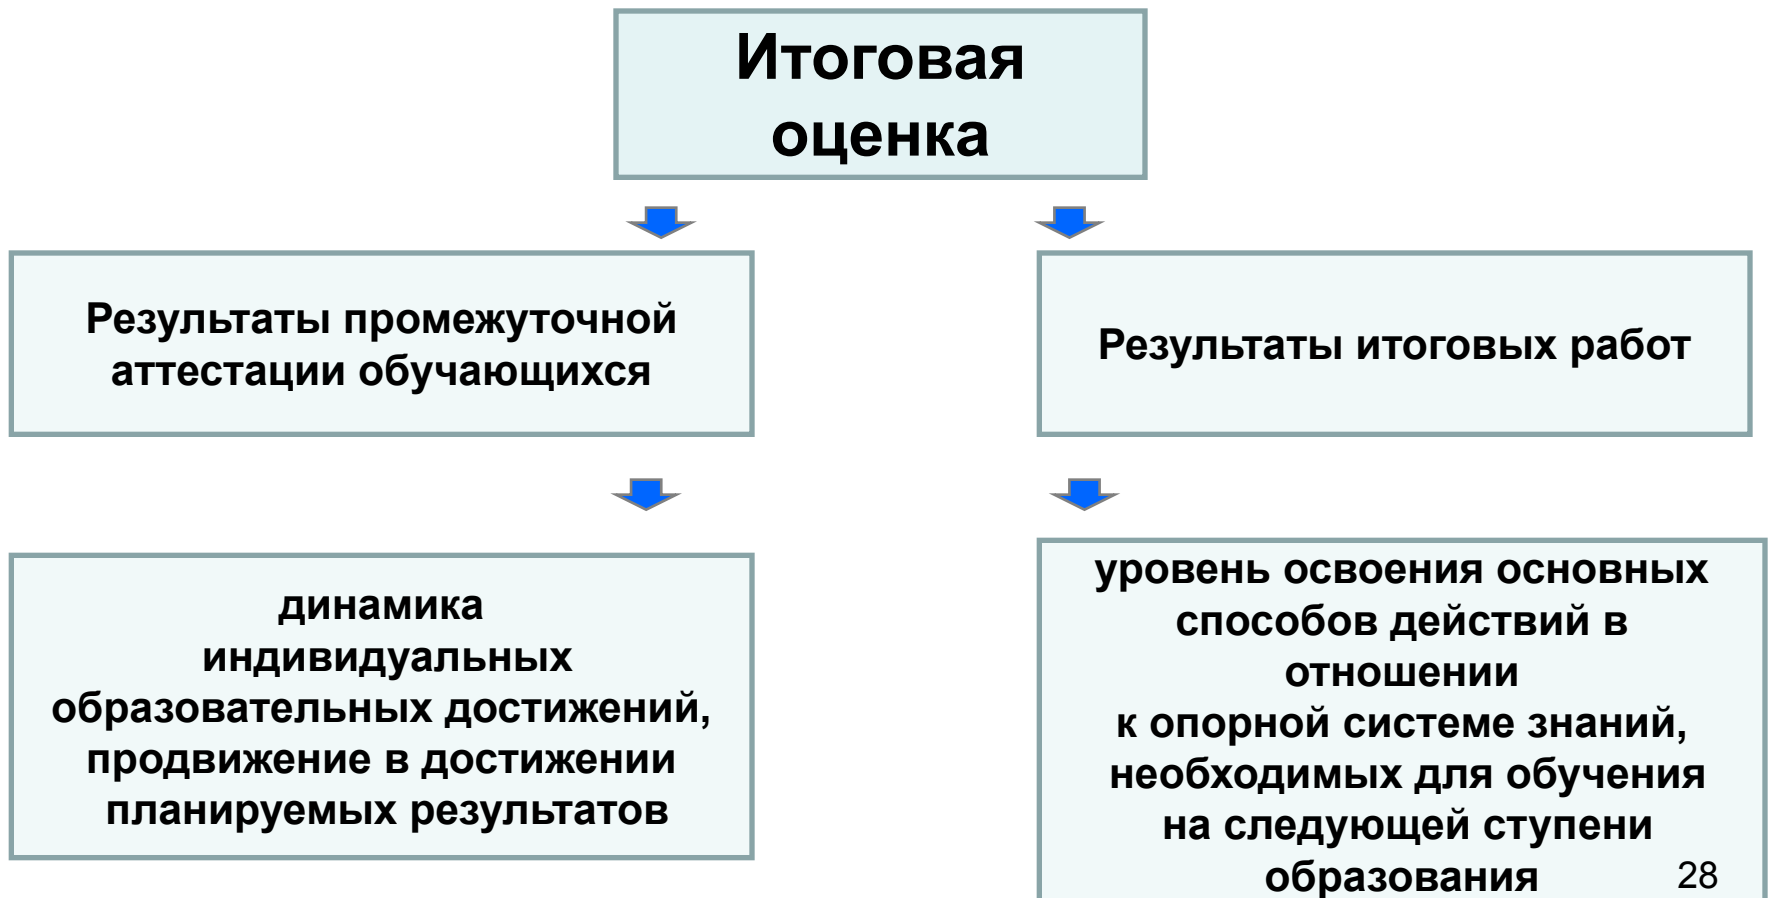 Итоговая
оценка
Результаты промежуточной
аттестации обучающихся
Результаты итоговых работ
динамика
индивидуальных
образовательных достижений,
продвижение в достижении
планируемых результатов
уровень освоения основных
способов действий в
отношении
к опорной системе знаний,
необходимых для обучения
на следующей ступени
образования
28